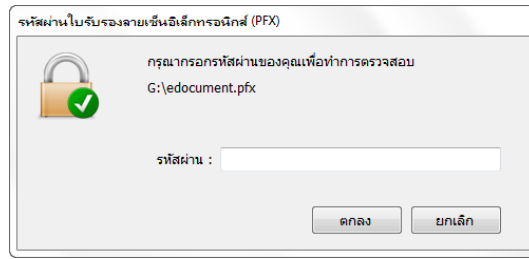 รหัสผ่านใบรับรองลายเซ็นอิเล็กทรอนิกส์ (PFX)
กรุณากรอกรหัสผ่านของคุณเพื่อทำการตรวจสอบ
G:\edocument.pfx
รหัสผ่าน :
ตกลง ยกเลิก